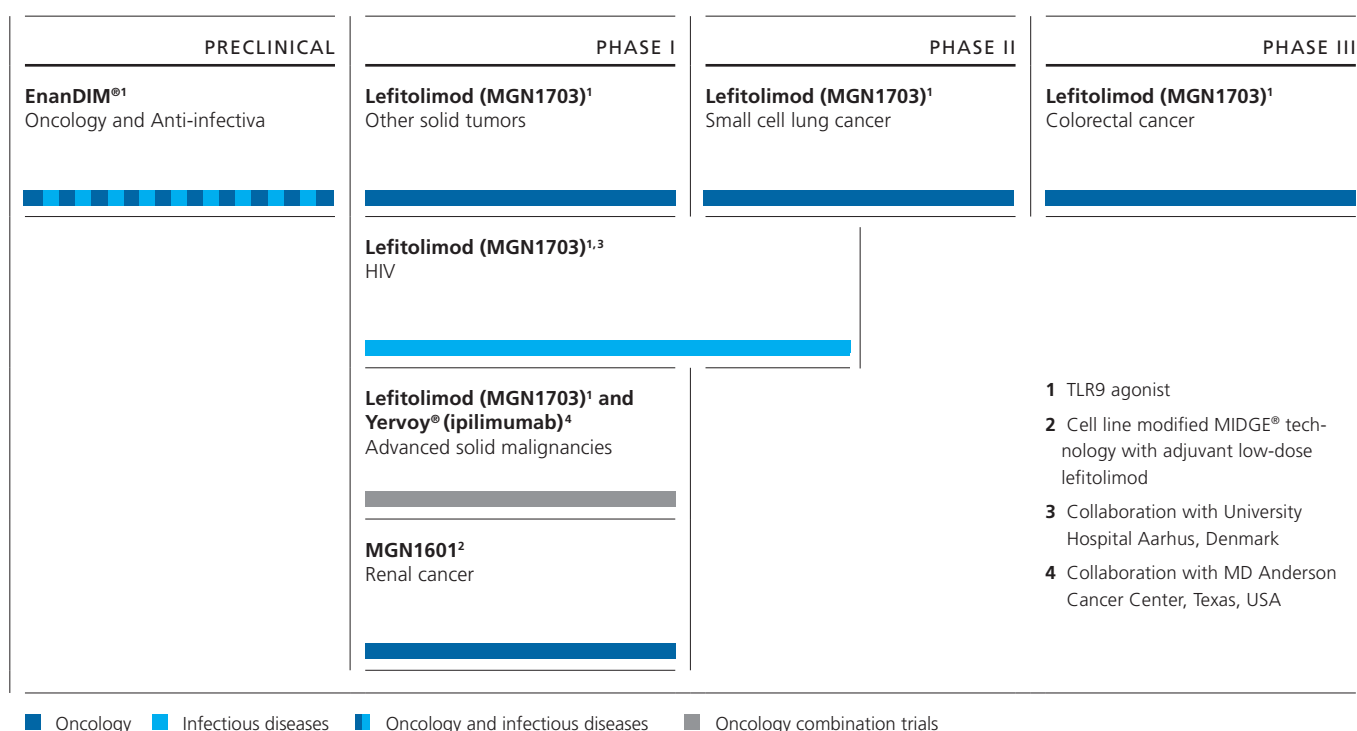 PRECLINICAL
PHASE I
PHASE II
PHASE III
EnanDIM®¹
Oncology and Anti-infectiva
Lefitolimod (MGN1703)¹
Other solid tumors
Lefitolimod (MGN1703)¹
Small cell lung cancer
Lefitolimod (MGN1703)¹
Colorectal cancer
Lefitolimod (MGN1703)¹,³
HIV
Lefitolimod (MGN1703)¹ and
Yervoy® (ipilimumab)⁴
Advanced solid malignancies
MGN1601²
Renal cancer
1 TLR9 agonist
2 Cell line modified MIDGE® tech-
nology with adjuvant low-dose
lefitolimod
3 Collaboration with University
Hospital Aarhus, Denmark
4 Collaboration with MD Anderson
Cancer Center, Texas, USA
Oncology
Infectious diseases
Oncology and infectious diseases
Oncology combination trials